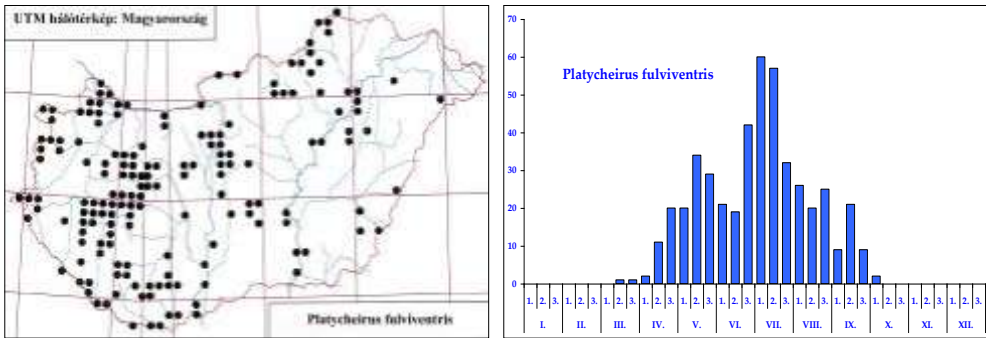 UTM hálótérkép: Magyarország
Platycheirus fulviventris
70
60
50
40
30
20
10
0
Platycheirus fulviventris
1. 2. 3. 1. 2. 3. 1. 2. 3. 1. 2. 3. 1. 2. 3. 1. 2. 3. 1. 2. 3. 1. 2. 3. 1. 2. 3. 1. 2. 3. 1. 2. 3. 1. 2. 3.
I. II. III. IV. V. VI. VII. VIII. IX. X. XI. XII.